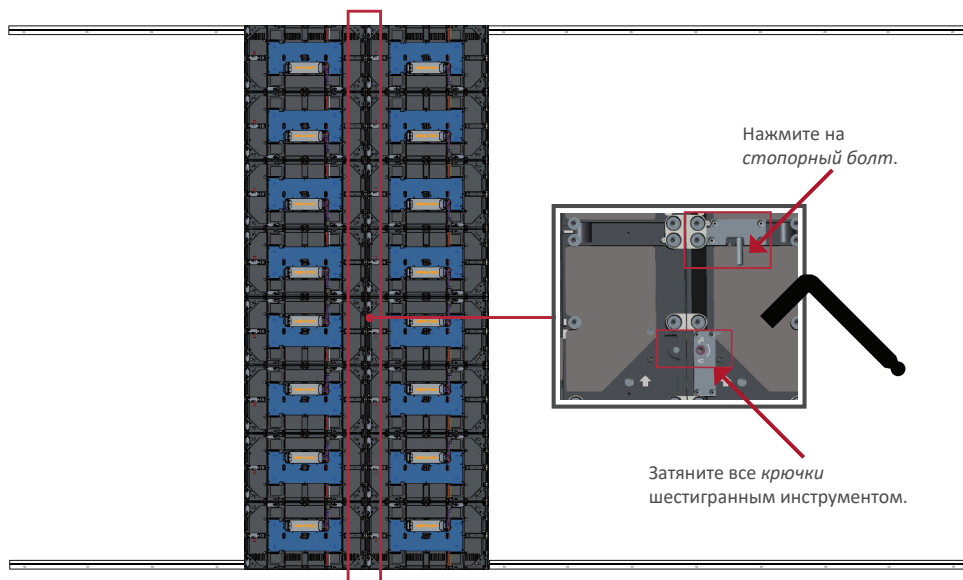 Нажмите на
стопорный болт.
Затяните все крючки
шестигранным инструментом.